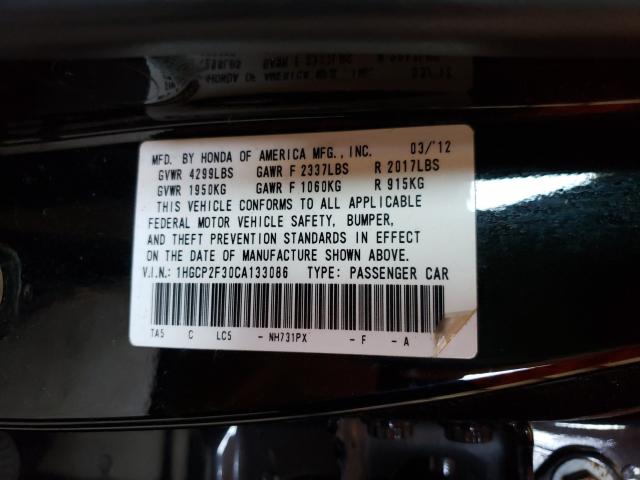 MFD. BY HONDA OF AMERICA MFG., INC. 03/'12
GVWR 4299LBS GAWR F 2337LBS R 2017LBS
GVWR 1950KG GAWR F 1060KG R 915KG
THIS VEHICLE CONFORMS TO ALL APPLICABLE
FEDERAL MOTOR VEHICLE SAFETY, BUMPER,
AND THEFT PREVENTION STANDARDS IN EFFECT
ON THE DATE OF MANUFACTURE SHOWN ABOVE.
V.I.N.: 1HGCP2F30CA133086 TYPE: PASSENGER CAR
TA5 C LC5 - NH731PX - F - A